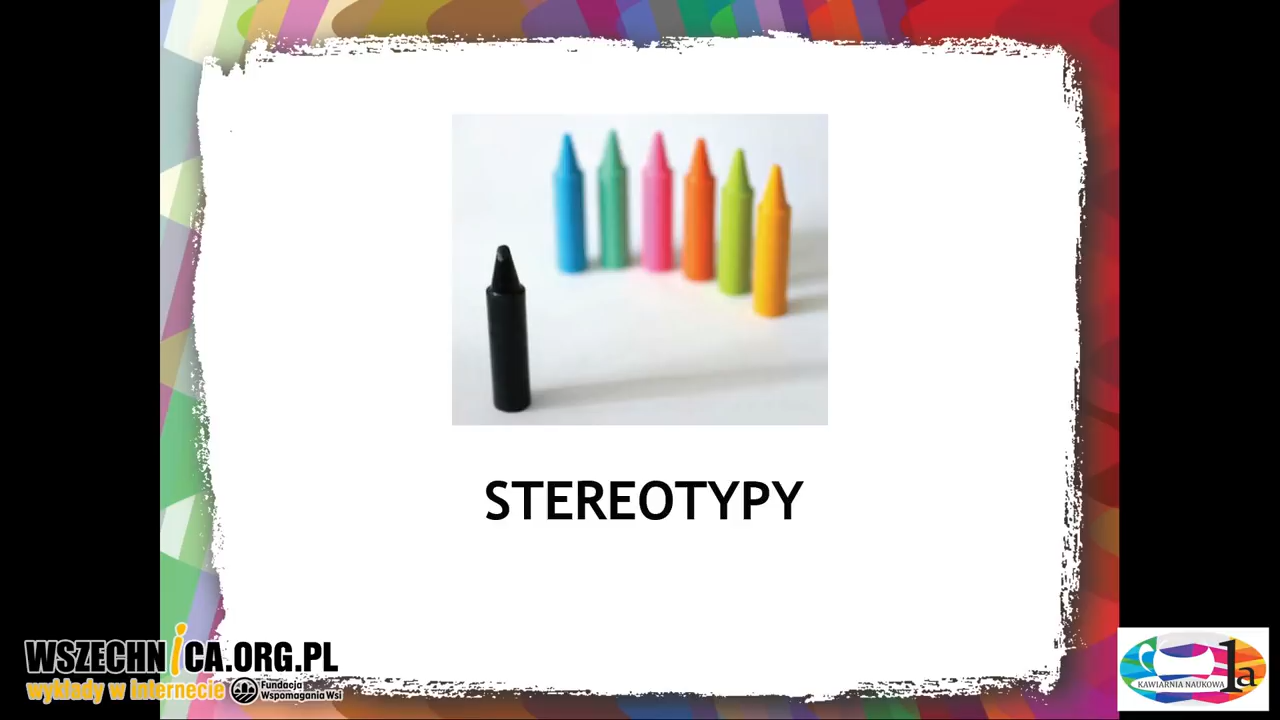 STEREOTYPY
WSZECHNiCA.ORG.PL
wykłady w Internecie
Fundacja
Wspomagania Wsi
1a
KAWIARNIA NAUKOWA